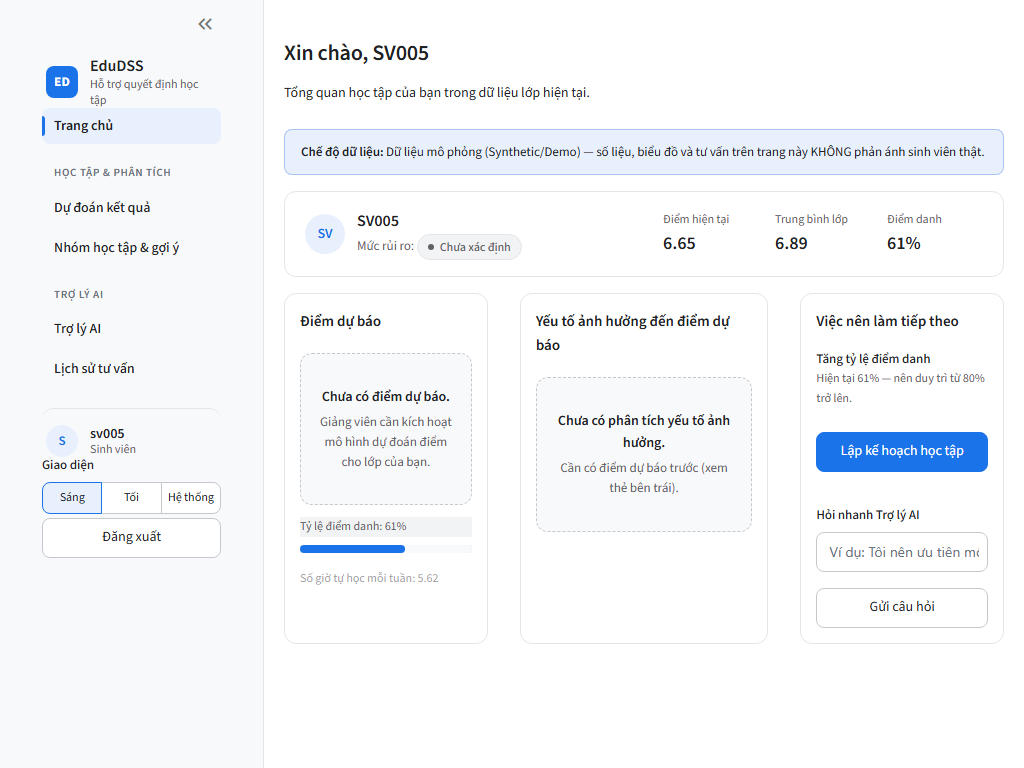 ED
EduDSS
Hỗ trợ quyết định học
tập
Trang chủ
HỌC TẬP & PHÂN TÍCH
Dự đoán kết quả
Nhóm học tập & gợi ý
TRỢ LÝ AI
Trợ lý AI
Lịch sử tư vấn
S
sv005
Sinh viên
Giao diện
Sáng
Tối
Hệ thống
Đăng xuất
Xin chào, SV005
Tổng quan học tập của bạn trong dữ liệu lớp hiện tại.
Chế độ dữ liệu: Dữ liệu mô phỏng (Synthetic/Demo) — số liệu, biểu đồ và tư vấn trên trang này KHÔNG phản ánh sinh viên thật.
SV
SV005
Mức rủi ro: Chưa xác định
Điểm hiện tại
6.65
Trung bình lớp
6.89
Điểm danh
61%
Điểm dự báo
Chưa có điểm dự báo.
Giảng viên cần kích hoạt
mô hình dự đoán điểm
cho lớp của bạn.
Tỷ lệ điểm danh: 61%
Số giờ tự học mỗi tuần: 5.62
Yếu tố ảnh hưởng đến điểm dự
báo
Chưa có phân tích yếu tố ảnh
hưởng.
Cần có điểm dự báo trước (xem
thẻ bên trái).
Việc nên làm tiếp theo
Tăng tỷ lệ điểm danh
Hiện tại 61% — nên duy trì từ 80%
trở lên.
Lập kế hoạch học tập
Hỏi nhanh Trợ lý AI
Ví dụ: Tôi nên ưu tiên
Gửi câu hỏi